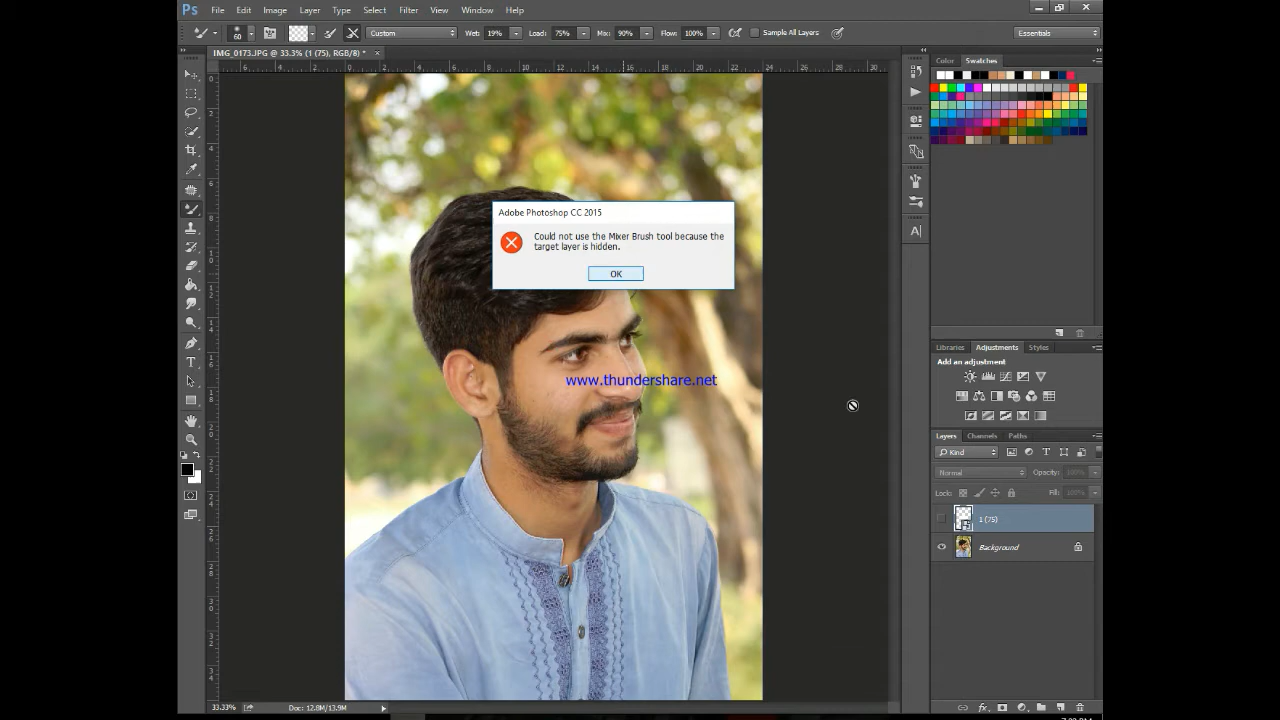 Ps File Edit Image Layer Type Select Filter View Window Help
60 Custom Wet: 19% Load: 75% Mix: 90% Flow: 100% Sample All Layers Essentials
IMG_0173.JPG @ 33.3% (1 (75), RGB/8) * ×
Color Swatches
Adobe Photoshop CC 2015
Could not use the Mixer Brush tool because the
target layer is hidden.
OK
www.thundershare.net
Libraries Adjustments Styles
Add an adjustment
Layers Channels Paths
Kind
Normal Opacity: 100%
Lock: Fill: 100%
1 (75)
Background
33.33% Doc: 12.8M/13.9M